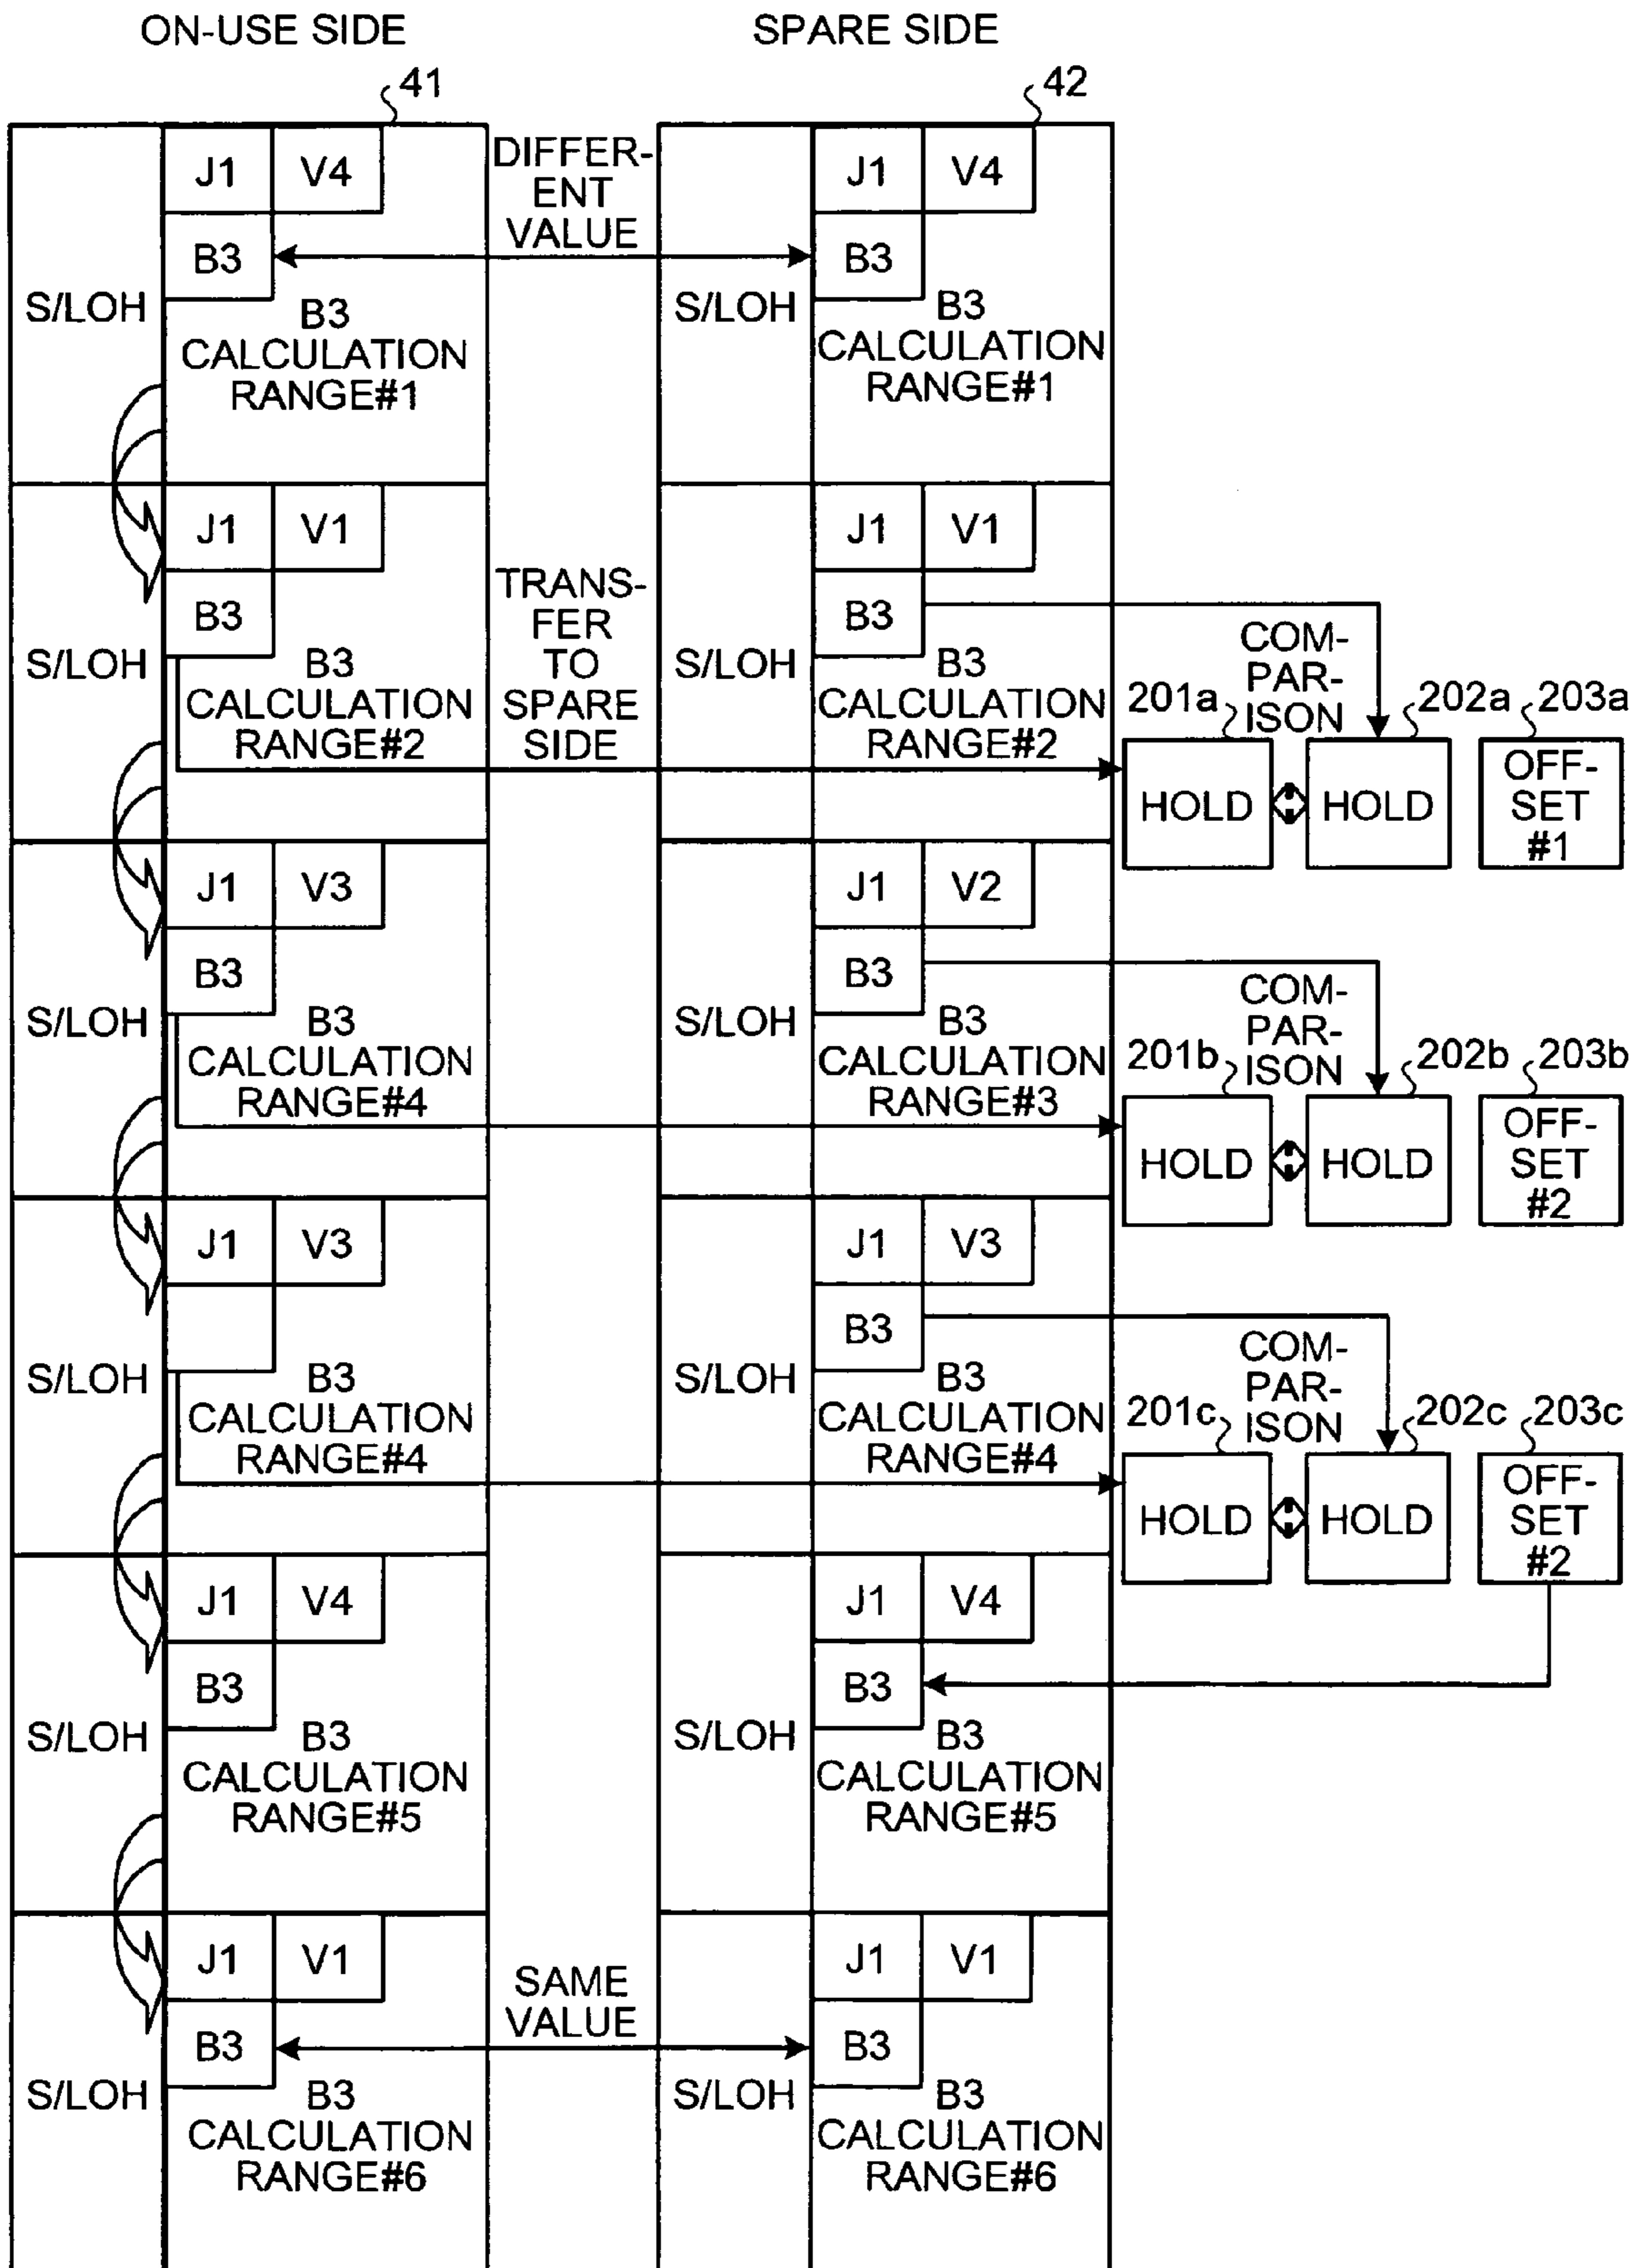 ON-USE SIDE
SPARE SIDE
41
42
J1
V4
B3
S/LOH
B3
CALCULATION
RANGE#1
DIFFER-
ENT
VALUE
J1
V4
B3
S/LOH
B3
CALCULATION
RANGE#1
J1
V1
B3
S/LOH
B3
CALCULATION
RANGE#2
TRANS-
FER
TO
SPARE
SIDE
J1
V1
B3
S/LOH
B3
CALCULATION
RANGE#2
COM-
PAR-
ISON
201a
202a
203a
HOLD
HOLD
OFF-
SET
#1
J1
V3
B3
S/LOH
B3
CALCULATION
RANGE#4
J1
V2
B3
S/LOH
B3
CALCULATION
RANGE#3
COM-
PAR-
ISON
201b
202b
203b
HOLD
HOLD
OFF-
SET
#2
J1
V3
S/LOH
B3
CALCULATION
RANGE#4
J1
V3
B3
S/LOH
B3
CALCULATION
RANGE#4
COM-
PAR-
ISON
201c
202c
203c
HOLD
HOLD
OFF-
SET
#2
J1
V4
B3
S/LOH
B3
CALCULATION
RANGE#5
J1
V4
B3
S/LOH
B3
CALCULATION
RANGE#5
J1
V1
B3
S/LOH
B3
CALCULATION
RANGE#6
SAME
VALUE
J1
V1
B3
S/LOH
B3
CALCULATION
RANGE#6